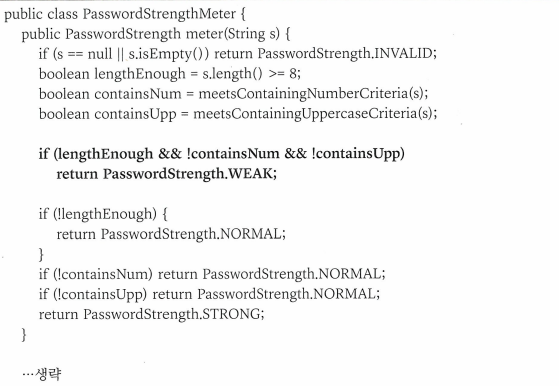 public class PasswordStrengthMeter {
public PasswordStrength meter(String s) {
if (s == null || s.isEmpty()) return PasswordStrength.INVALID;
boolean lengthEnough = s.length() >= 8;
boolean containsNum = meetsContainingNumberCriteria(s);
boolean containsUpp = meetsContainingUppercaseCriteria(s);
if (lengthEnough && !containsNum && !containsUpp)
return PasswordStrength.WEAK;
if (!lengthEnough) {
return PasswordStrength.NORMAL;
}
if (!containsNum) return PasswordStrength.NORMAL;
if (!containsUpp) return PasswordStrength.NORMAL;
return PasswordStrength.STRONG;
}
…생략